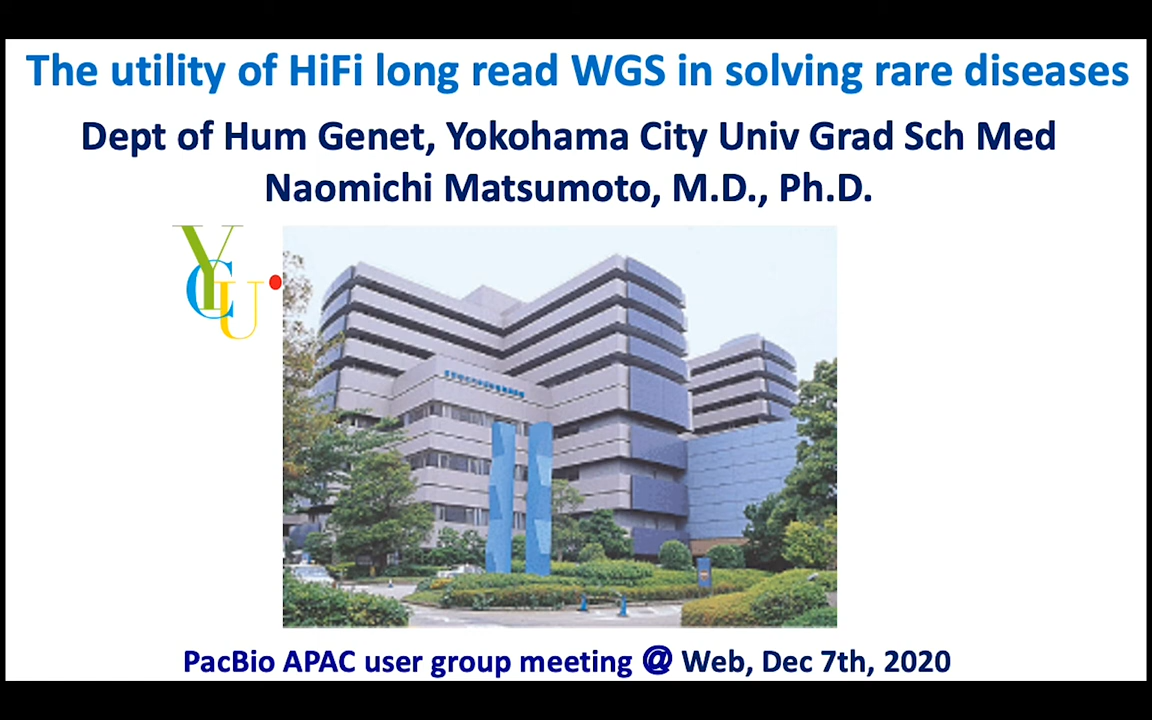 The utility of HiFi long read WGS in solving rare diseases
Dept of Hum Genet, Yokohama City Univ Grad Sch Med
Naomichi Matsumoto, M.D., Ph.D.
YCU
PacBio APAC user group meeting @ Web, Dec 7th, 2020